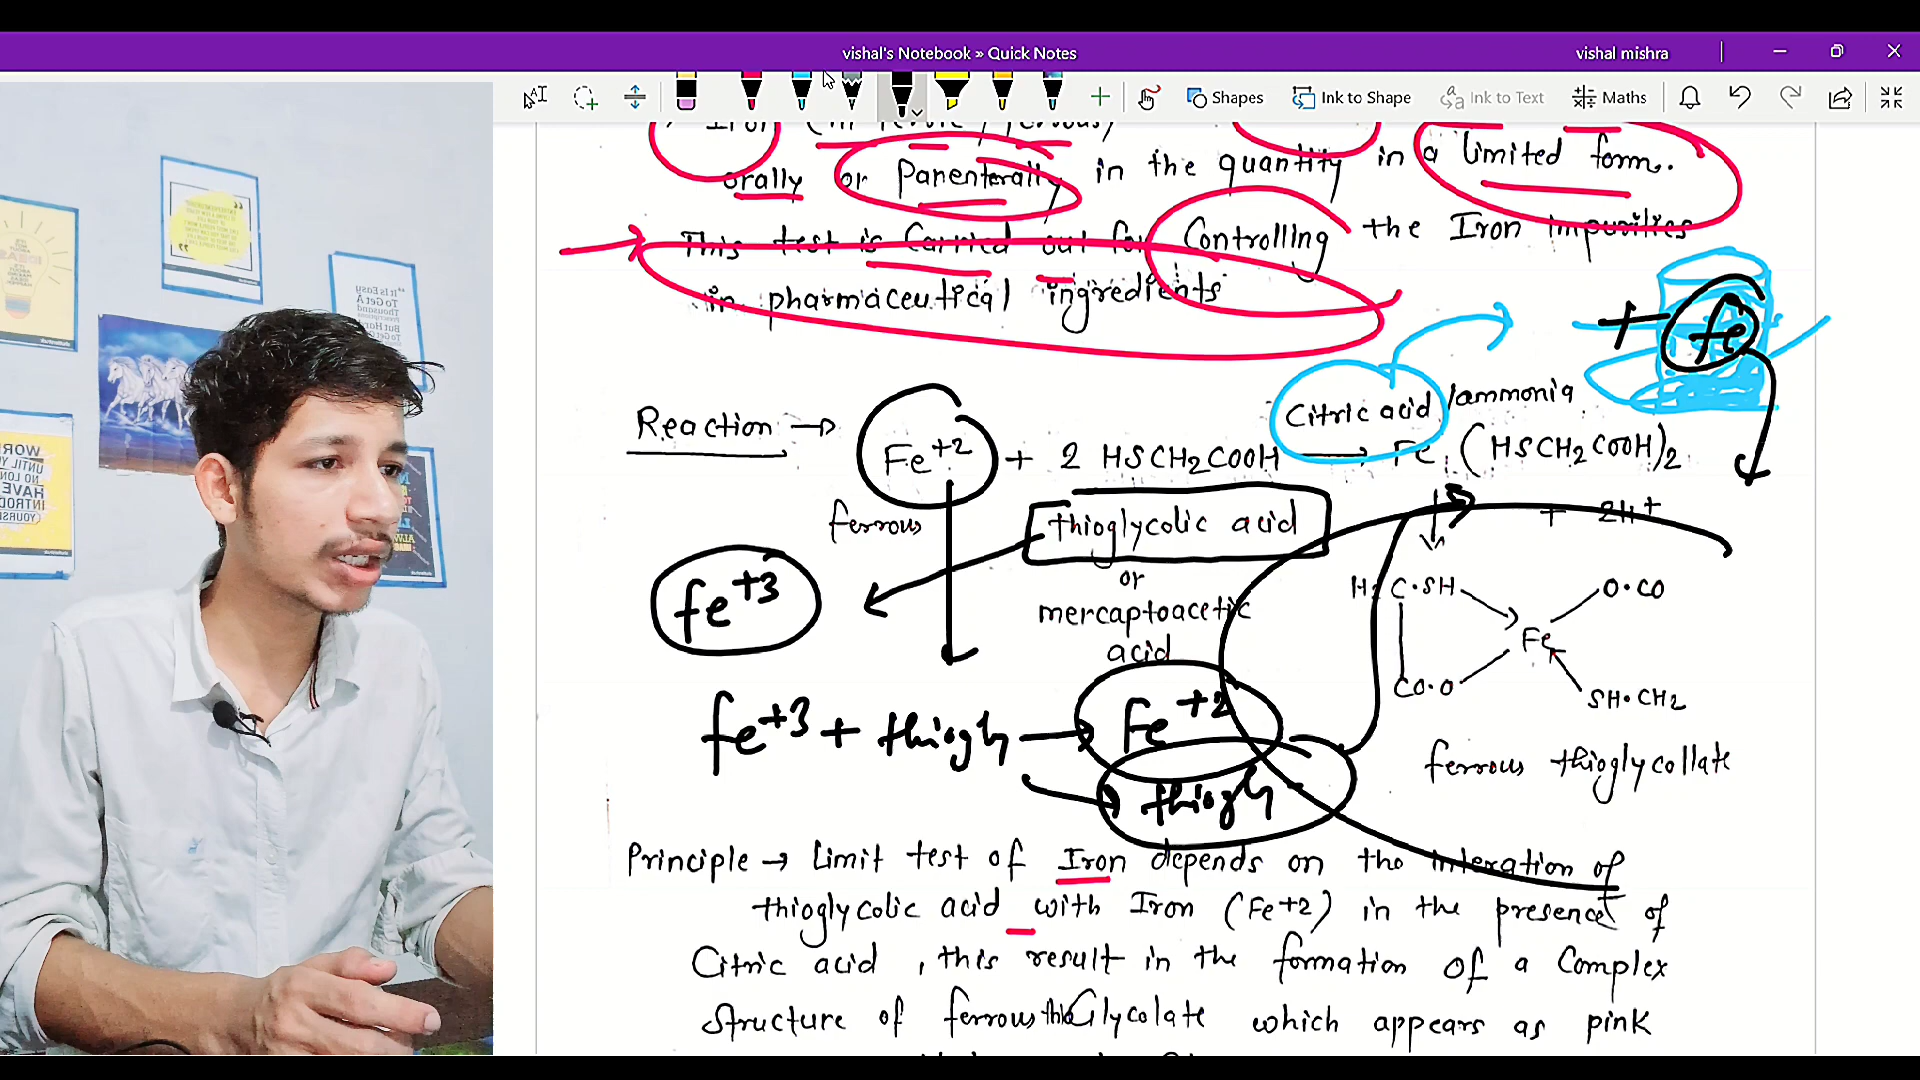 vishal's Notebook » Quick Notes
vishal mishra
Shapes
Ink to Shape
Ink to Text
Maths
orally or Parenterally in the quantity in a limited form.
This test is Carried out for Controlling the Iron impurities
in pharmaceutical ingredients
+ fe
Citric acid /ammonia
Reaction → Fe+2 + 2 HSCH2COOH → Fe (HSCH2COOH)2
ferrous
thioglycolic acid
+ 2H+
or
mercaptoacetic
acid
fe+3
H2C·SH
O·CO
Fe
CO·O
SH·CH2
fe+3 + thiogly → Fe+2
thiogly
ferrous thioglycollate
Principle → Limit test of Iron depends on the interation of
thioglycolic acid with Iron (Fe+2) in the presence of
Citric acid , this result in the formation of a Complex
structure of ferrous thioGlycolate which appears as pink